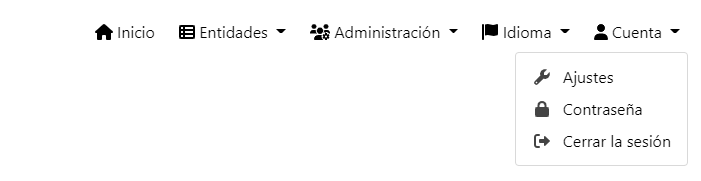 Inicio Entidades Administración Idioma Cuenta
Ajustes
Contraseña
Cerrar la sesión